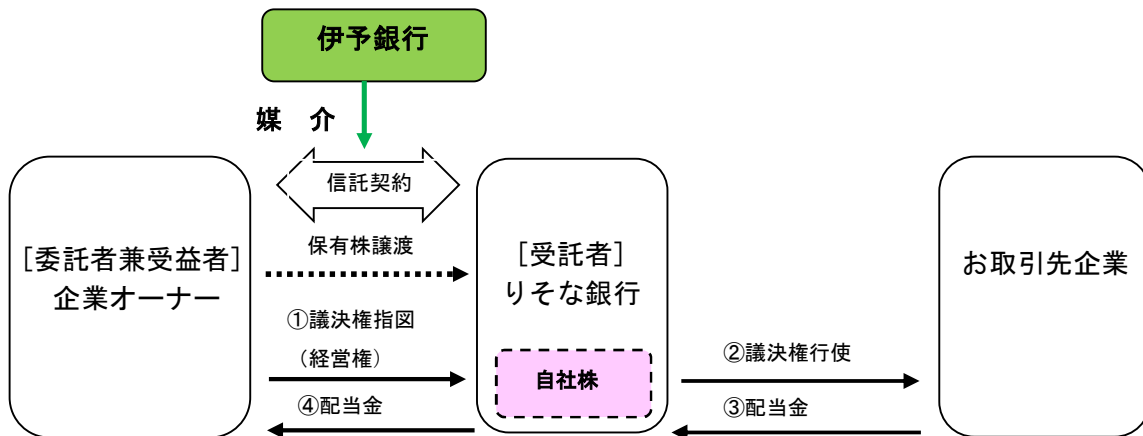 伊予銀行
媒　介
信託契約
保有株譲渡
[委託者兼受益者]
企業オーナー
①議決権指図
（経営権）
④配当金
[受託者]
りそな銀行
自社株
②議決権行使
③配当金
お取引先企業